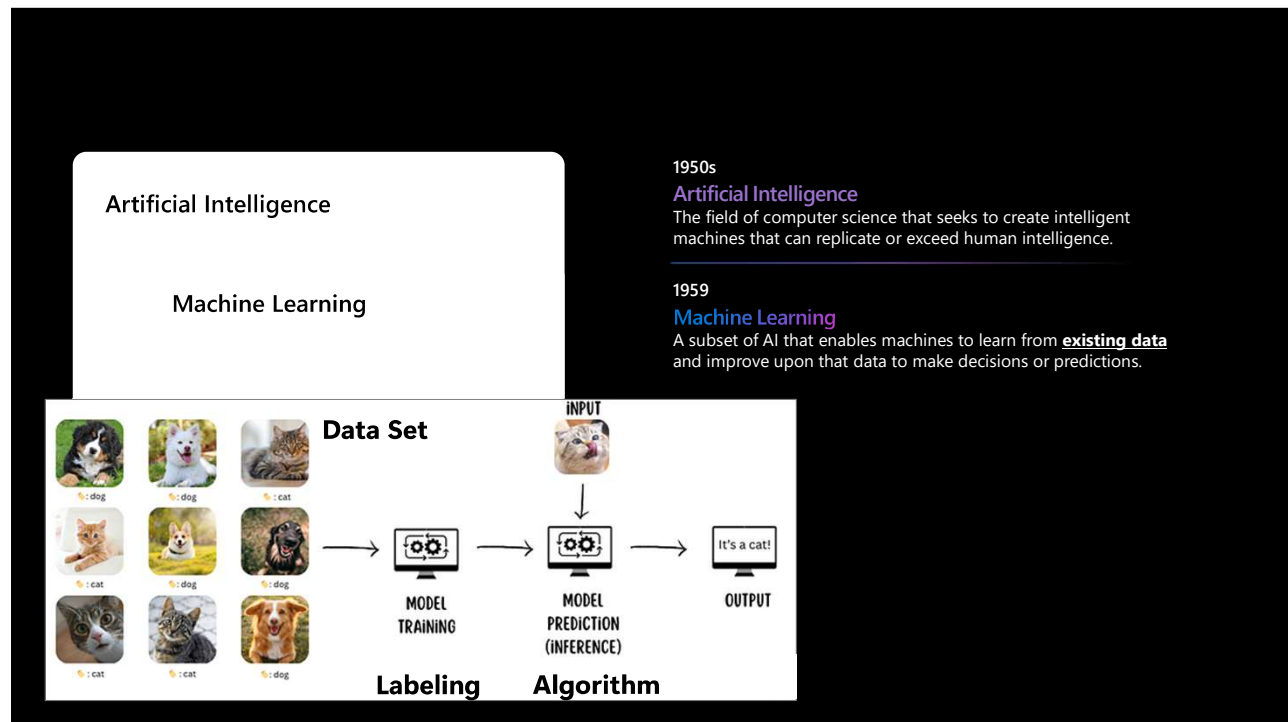 Artificial Intelligence
Machine Learning
1950s
Artificial Intelligence
The field of computer science that seeks to create intelligent
machines that can replicate or exceed human intelligence.
1959
Machine Learning
A subset of AI that enables machines to learn from existing data
and improve upon that data to make decisions or predictions.
Data Set
: dog
: dog
: cat
: cat
: dog
: dog
: cat
: cat
: dog
MODEL
TRAiNiNG
Labeling
iNPUT
MODEL
PREDiCTiON
(iNFERENCE)
Algorithm
It's a cat!
OUTPUT